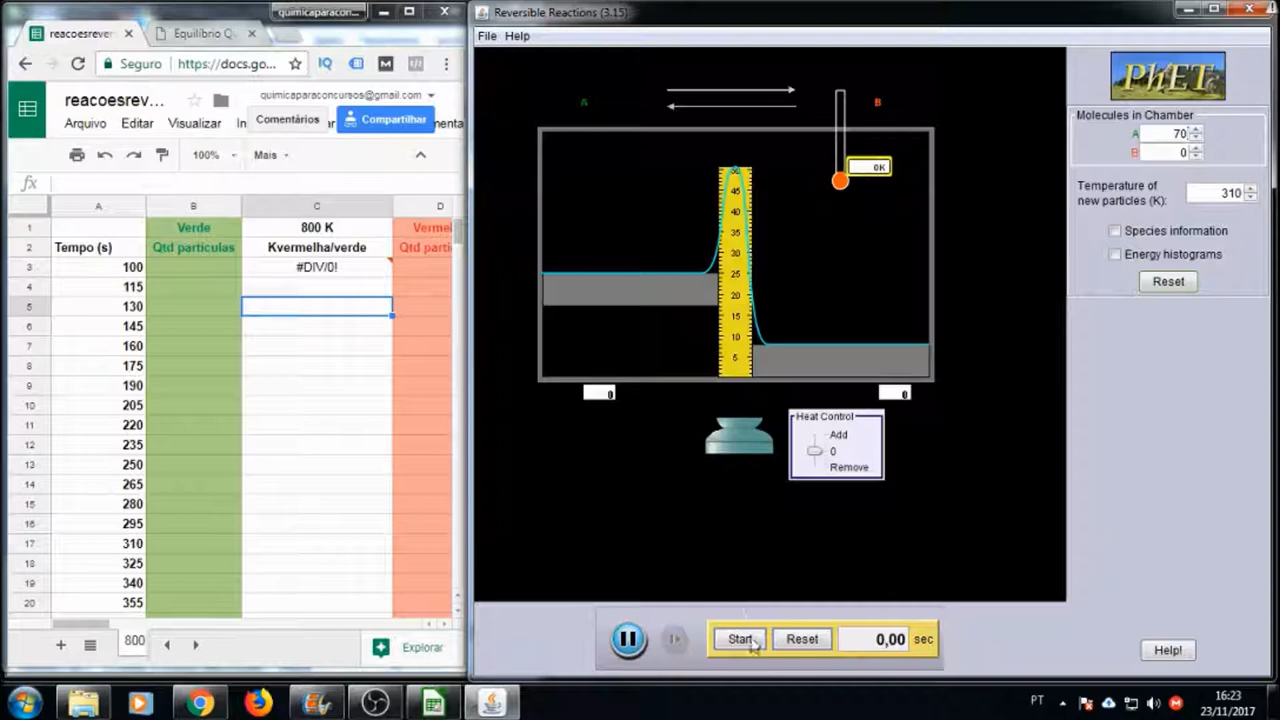 quimicaparacon...
reacoesrever
Equilíbrio Q
Seguro
https://docs.go...
reacoesrev...
quimicaparaconcursos@gmail.com
Arquivo
Editar
Visualizar
Comentários
Compartilhar
menta
100%
Mais
fx
A
B
C
D
1
Verde
800 K
Verme
2
Tempo (s)
Qtd particulas
Kvermelha/verde
Qtd parti
3
100
#DIV/0!
4
115
5
130
6
145
7
160
8
175
9
190
10
205
11
220
12
235
13
250
14
265
15
280
16
295
17
310
18
325
19
340
20
355
800
Explorar
Reversible Reactions (3.15)
File
Help
A
B
0K
50
45
40
35
30
25
20
15
10
5
0
0
Heat Control
Add
0
Remove
PhET
Molecules in Chamber
A
70
B
0
Temperature of
new particles (K):
310
Species information
Energy histograms
Reset
Start
Reset
0,00
sec
Help!
PT
16:23
23/11/2017